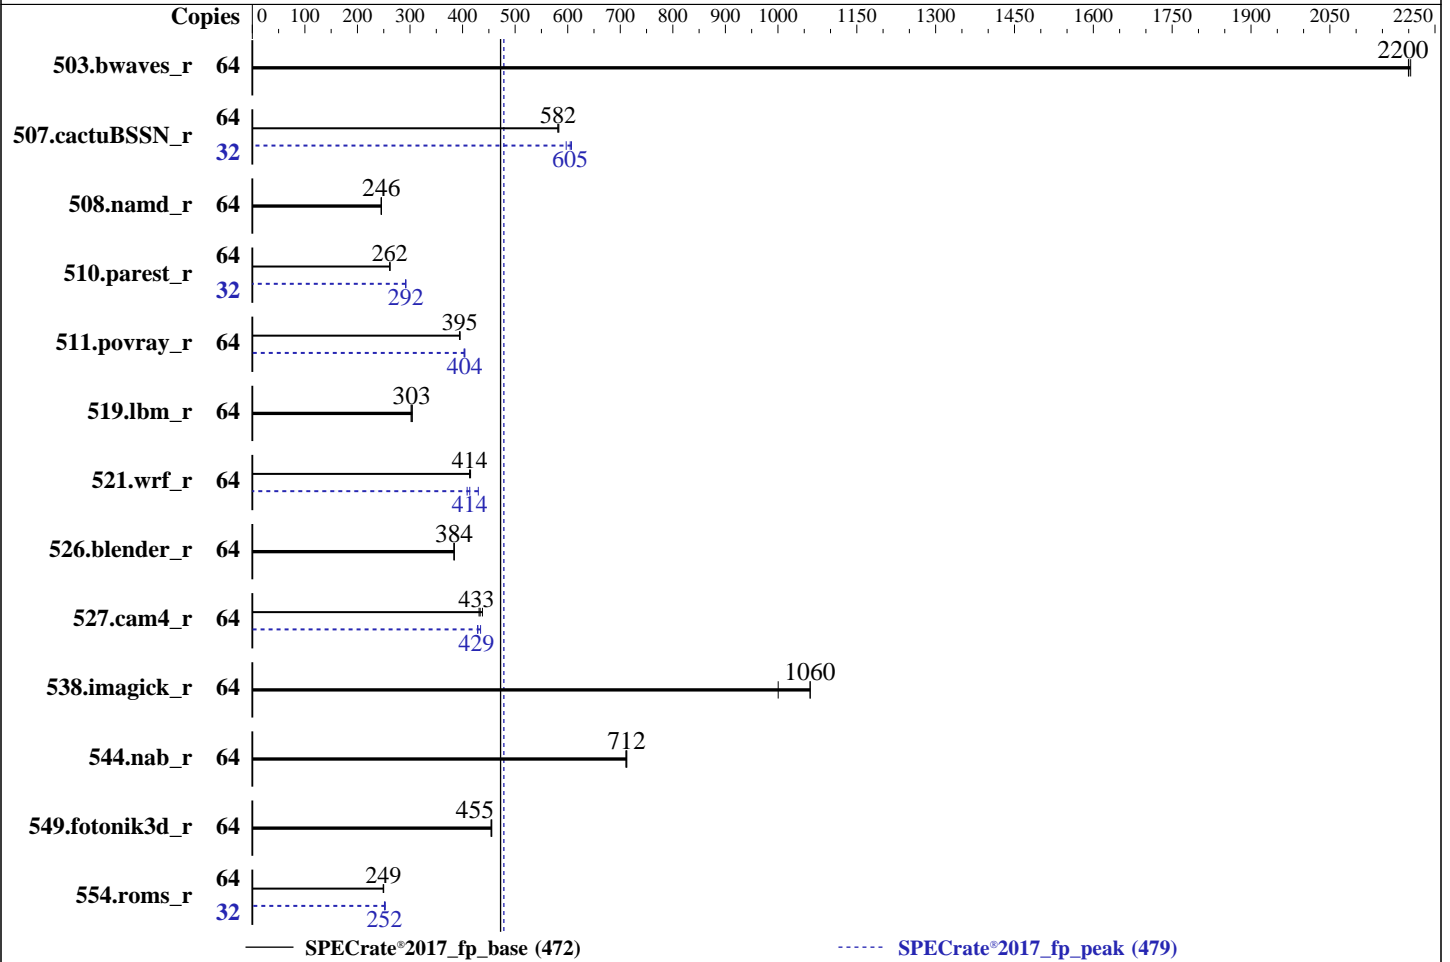 Copies 0 100 200 300 400 500 600 700 800 900 1000 1150 1300 1450 1600 1750 1900 2050 2250
503.bwaves_r 64 2200
507.cactuBSSN_r 64 582
32 605
508.namd_r 64 246
510.parest_r 64 262
32 292
511.povray_r 64 395
404
519.lbm_r 64 303
521.wrf_r 64 414
414
526.blender_r 64 384
527.cam4_r 64 433
429
538.imagick_r 64 1060
544.nab_r 64 712
549.fotonik3d_r 64 455
554.roms_r 64 249
32 252
SPECrate®2017_fp_base (472) SPECrate®2017_fp_peak (479)